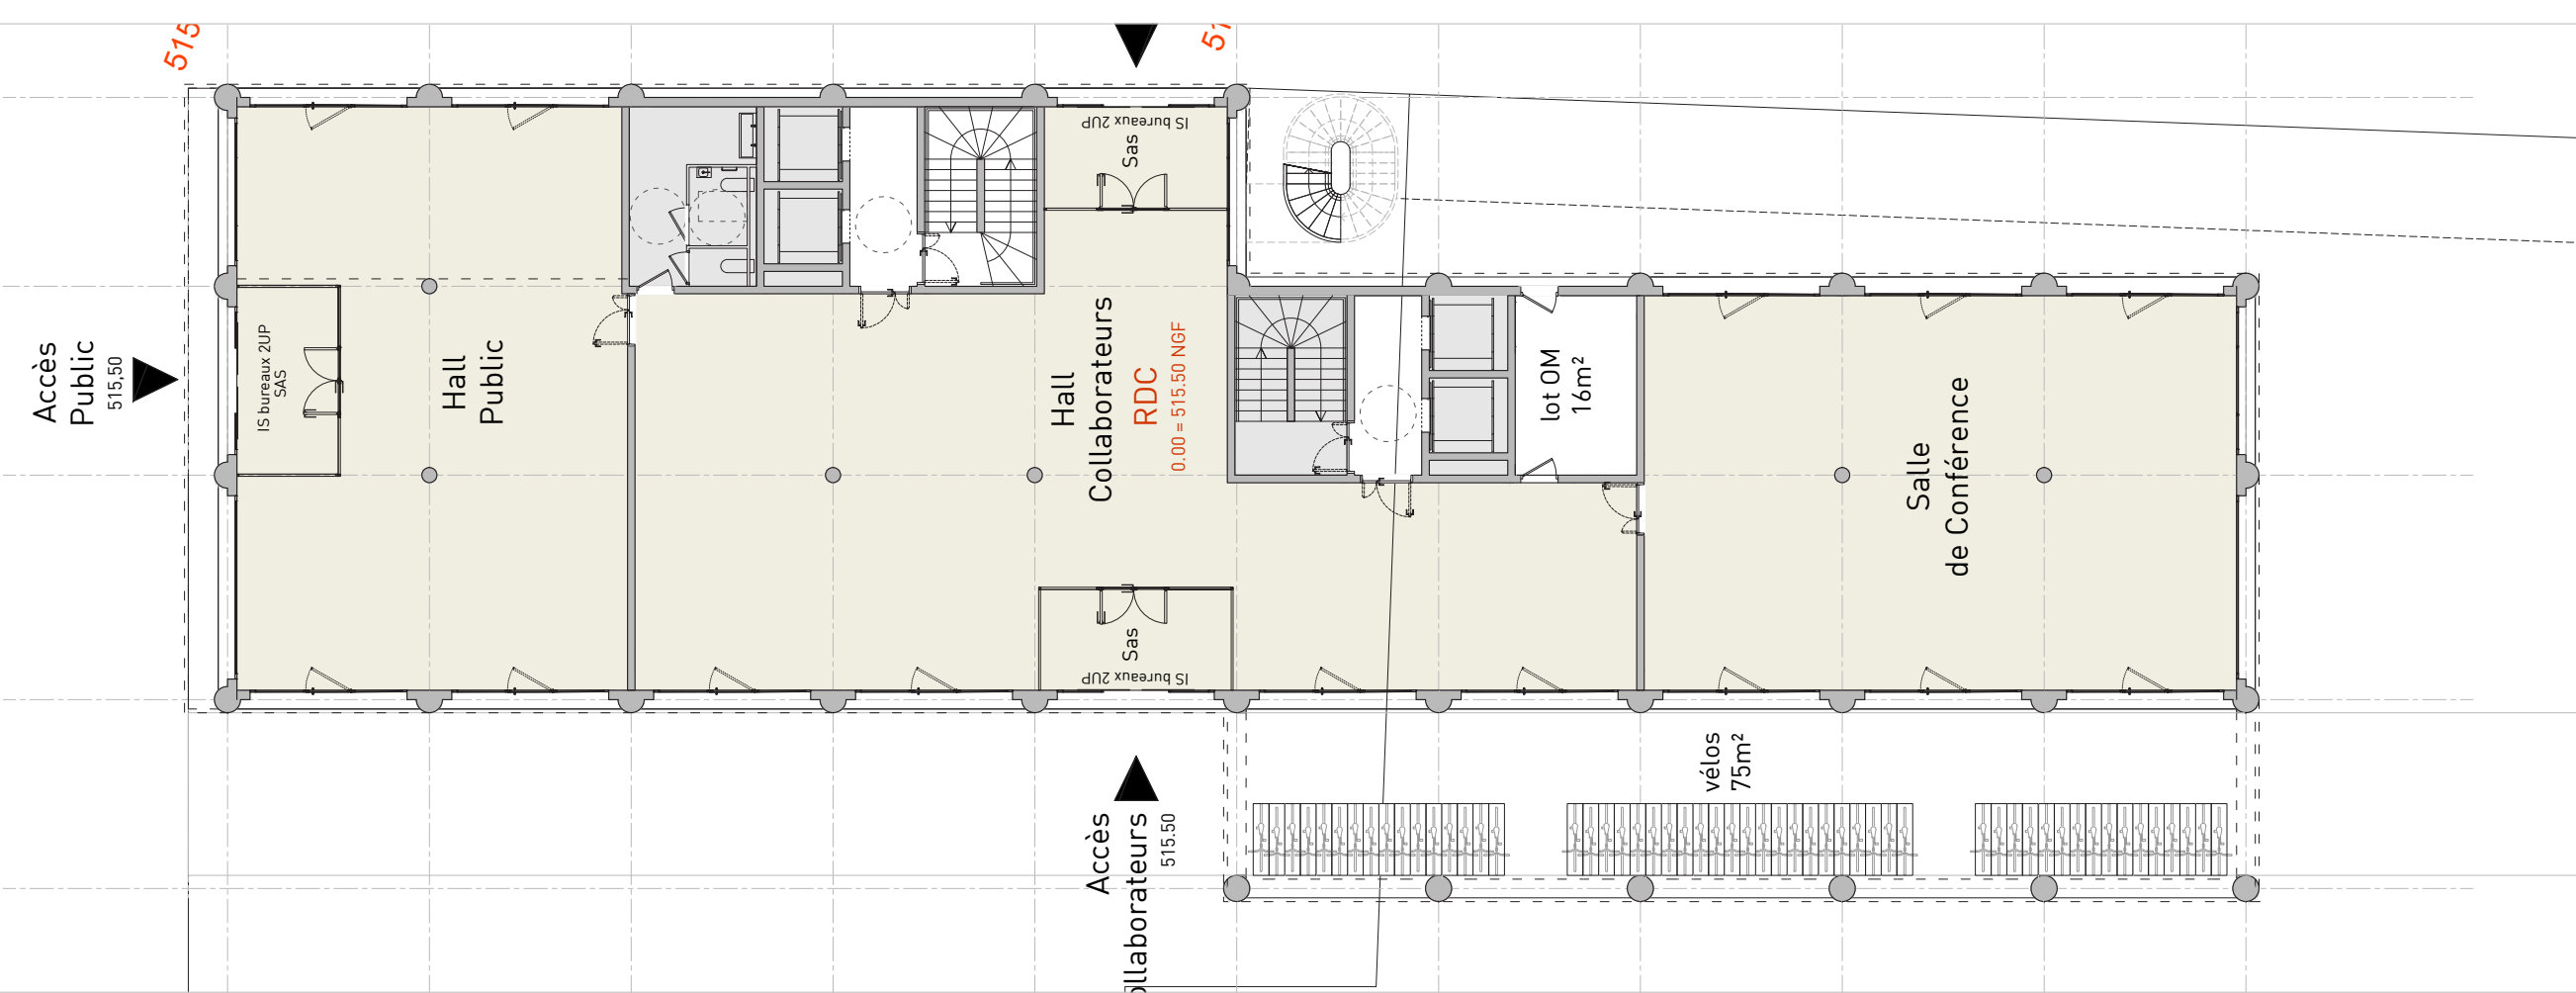 515
51
Accès
Public
515,50
IS bureaux 2UP
SAS
Hall
Public
IS bureaux 2UP
Sas
Hall
Collaborateurs
RDC
0.00 = 515.50 NGF
lot OM
16m²
Salle
de Conférence
Sas
IS bureaux 2UP
Accès
ollaborateurs
515.50
vélos
75m²